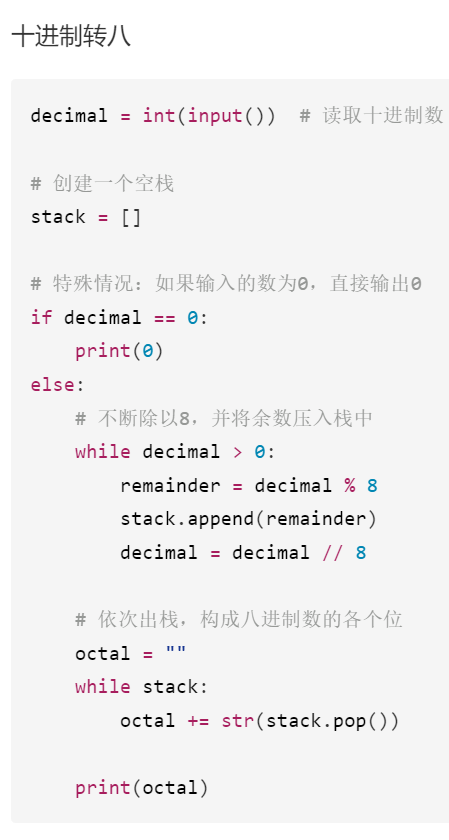 十进制转八
decimal = int(input())  # 读取十进制数
# 创建一个空栈
stack = []
# 特殊情况：如果输入的数为0，直接输出0
if decimal == 0:
    print(0)
else:
    # 不断除以8，并将余数压入栈中
    while decimal > 0:
        remainder = decimal % 8
        stack.append(remainder)
        decimal = decimal // 8
    # 依次出栈，构成八进制数的各个位
    octal = ""
    while stack:
        octal += str(stack.pop())
    print(octal)